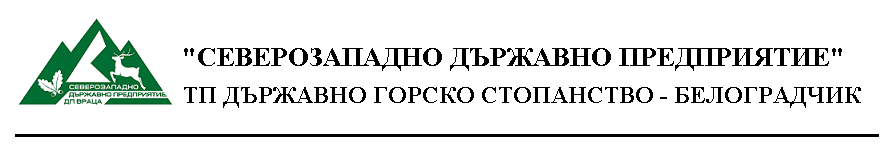 СЕВЕРОЗАПАДНО
ДЪРЖАВНО ПРЕДПРИЯТИЕ
ДП ВРАЦА
"СЕВЕРОЗАПАДНО ДЪРЖАВНО ПРЕДПРИЯТИЕ"
ТП ДЪРЖАВНО ГОРСКО СТОПАНСТВО - БЕЛОГРАДЧИК